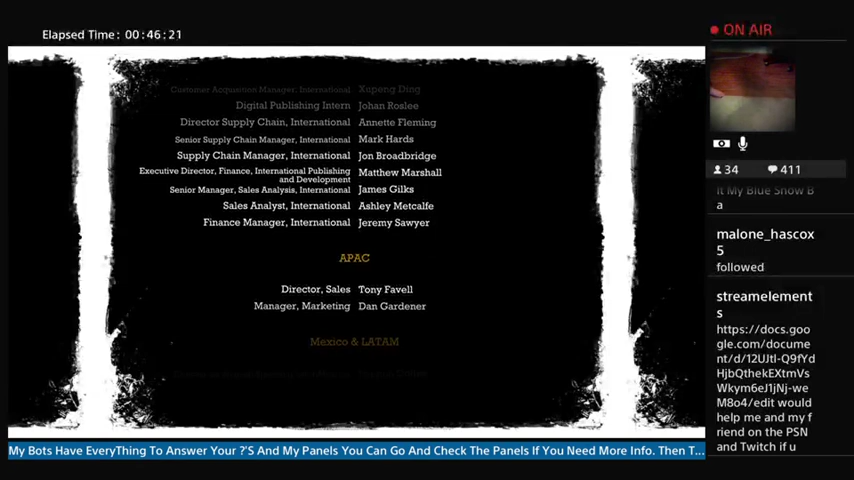 Elapsed Time: 00:46:21
ON AIR
Customer Acquisition Manager, International Xupeng Ding
Digital Publishing Intern Johan Roslee
Director Supply Chain, International Annette Fleming
Senior Supply Chain Manager, International Mark Hards
Supply Chain Manager, International Jon Broadbridge
Executive Director, Finance, International Publishing
and Development Matthew Marshall
Senior Manager, Sales Analysis, International James Gilks
Sales Analyst, International Ashley Metcalfe
Finance Manager, International Jeremy Sawyer
APAC
Director, Sales Tony Favell
Manager, Marketing Dan Gardener
Mexico & LATAM
34 411
It My Blue Snow B
a
malone_hascox
5
followed
streamelement
s
https://docs.goo
gle.com/docume
nt/d/12UJtI-Q9fYd
HjbQthekEXtmVs
Wkym6eJ1jNj-we
M8o4/edit would
help me and my f
riend on the PSN
and Twitch if u
My Bots Have EveryThing To Answer Your ?'S And My Panels You Can Go And Check The Panels If You Need More Info. Then T...